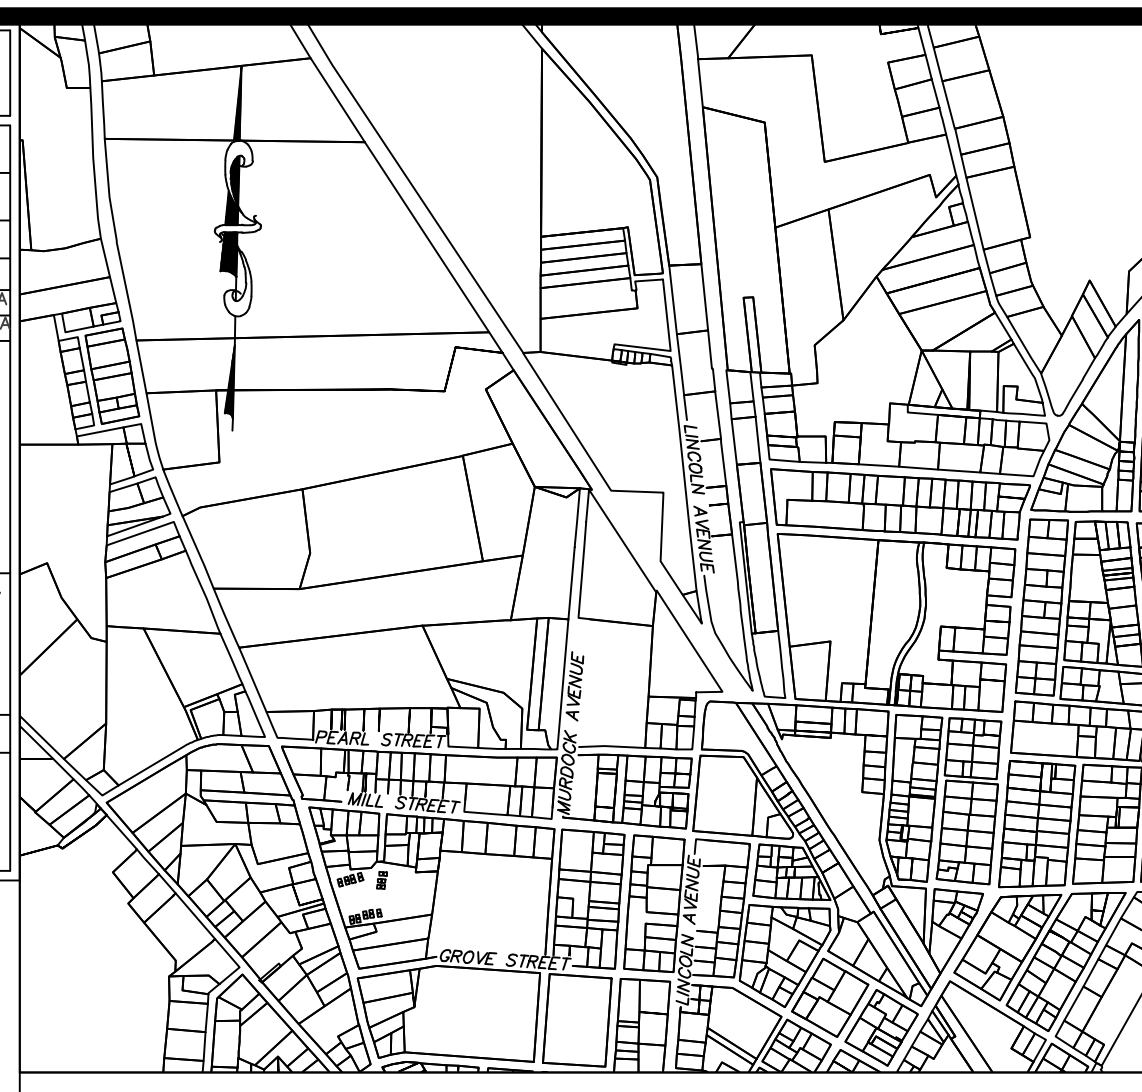 LINCOLN AVENUE
MURDOCK AVENUE
PEARL STREET
MILL STREET
LINCOLN AVENUE
GROVE STREET
A
A